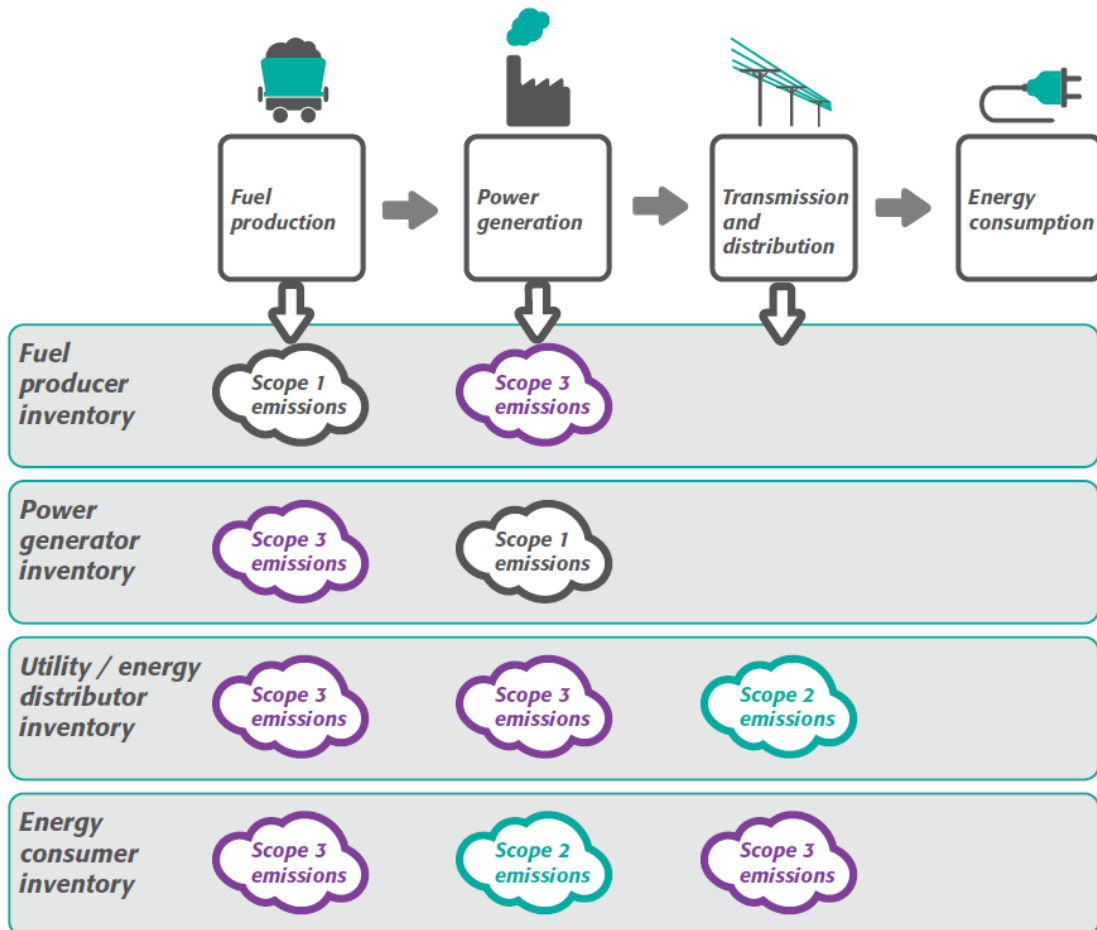 Fuel
production
Power
generation
Transmission
and
distribution
Energy
consumption
Fuel
producer
inventory
Scope 1
emissions
Scope 3
emissions
Power
generator
inventory
Scope 3
emissions
Scope 1
emissions
Utility / energy
distributor
inventory
Scope 3
emissions
Scope 3
emissions
Scope 2
emissions
Energy
consumer
inventory
Scope 3
emissions
Scope 2
emissions
Scope 3
emissions